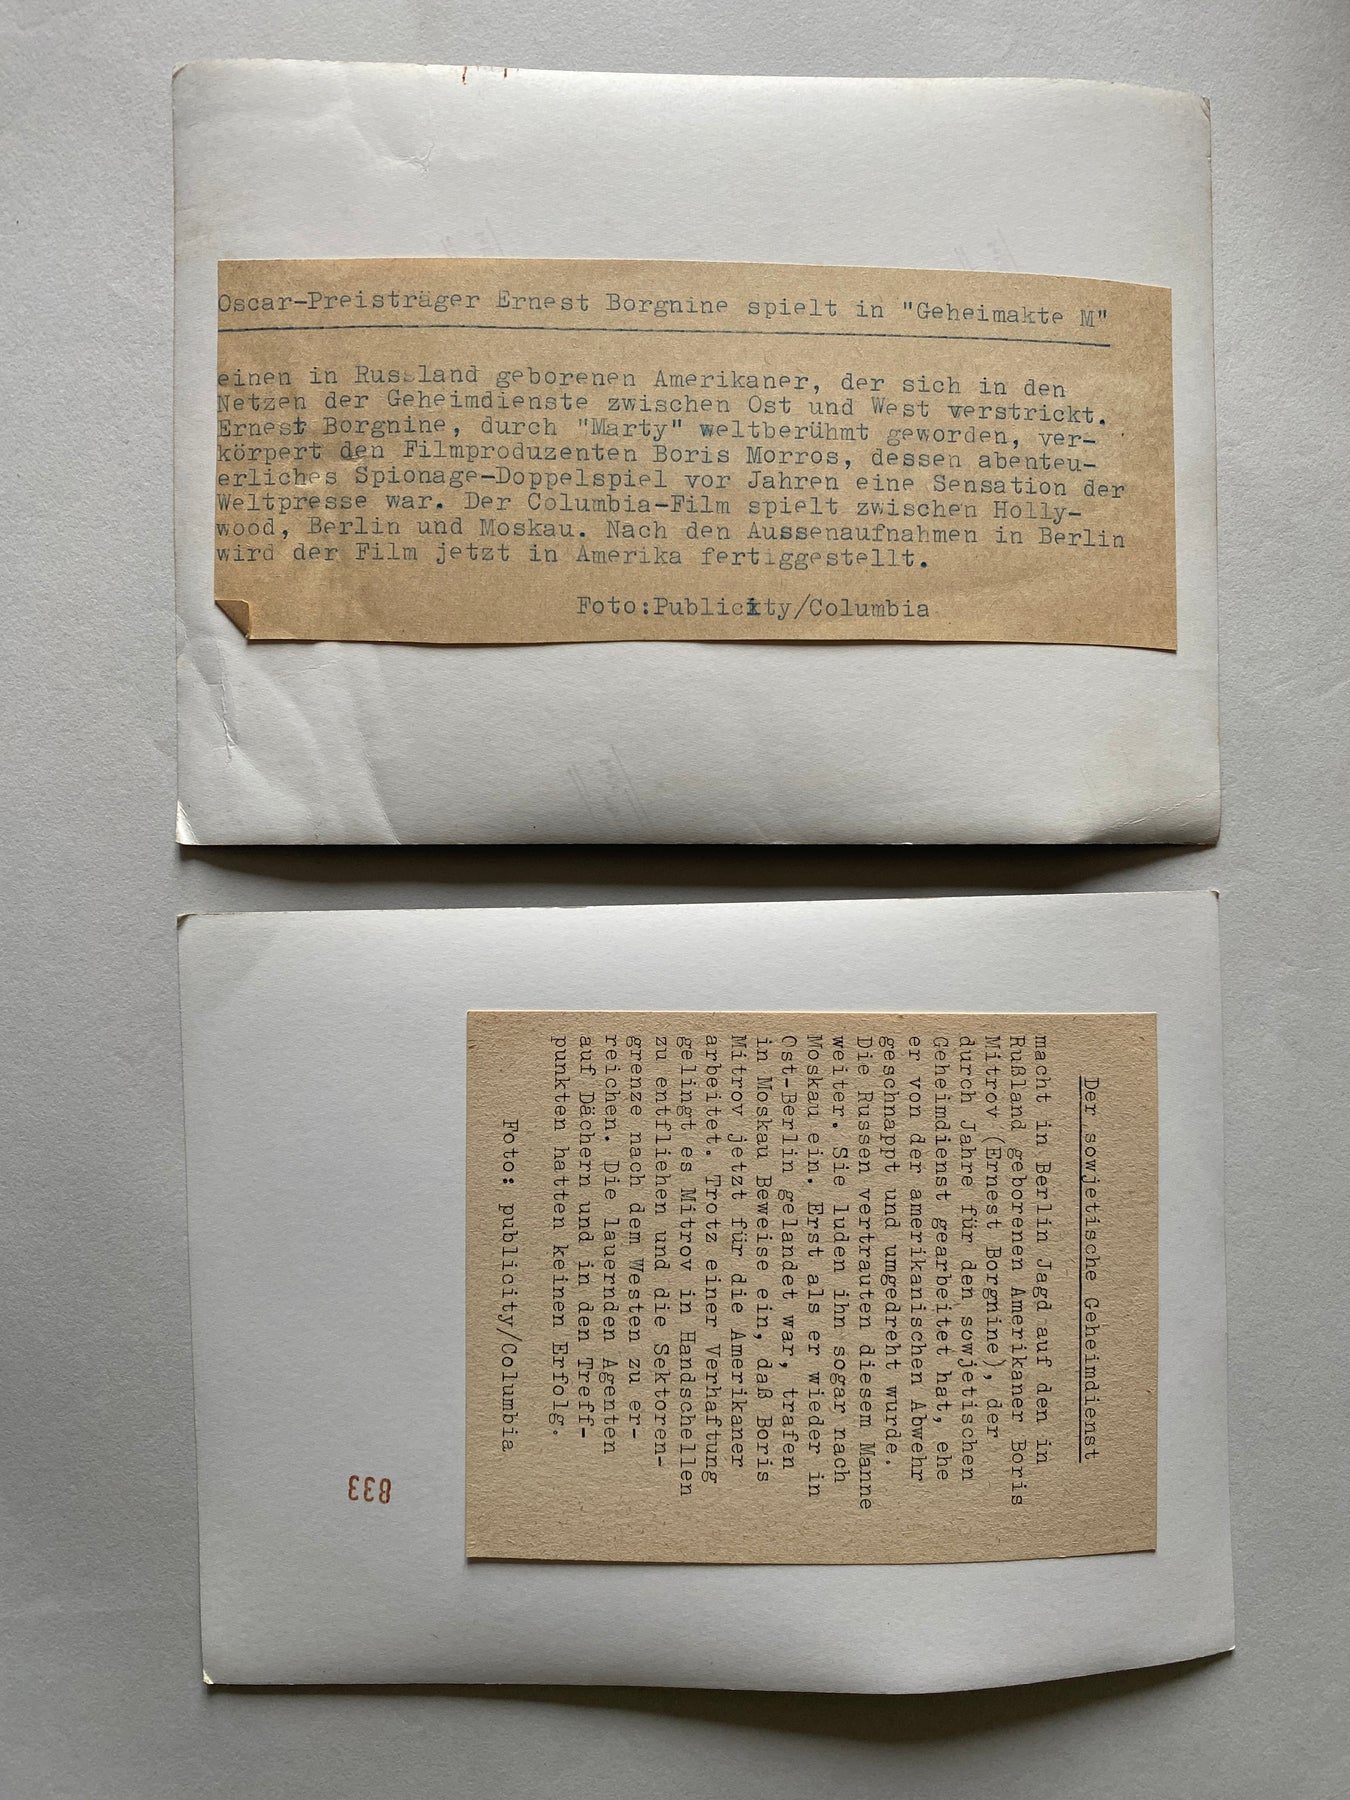 Oscar-Preisträger Ernest Borgnine spielt in "Geheimakte M"
einen in Russland geborenen Amerikaner, der sich in den
Netzen der Geheimdienste zwischen Ost und West verstrickt.
Ernest Borgnine, durch "Marty" weltberühmt geworden, ver-
körpert den Filmproduzenten Boris Morros, dessen abenteu-
erliches Spionage-Doppelspiel vor Jahren eine Sensation der
Weltpresse war. Der Columbia-Film spielt zwischen Holly-
wood, Berlin und Moskau. Nach den Aussenaufnahmen in Berlin
wird der Film jetzt in Amerika fertiggestellt.
Foto:Publicity/Columbia
Der sowjetische Geheimdienst
macht in Berlin Jagd auf den in
Rußland geborenen Amerikaner Boris
Mitrov (Ernest Borgnine), der
durch Jahre für den sowjetischen
Geheimdienst gearbeitet hat, ehe
er von der amerikanischen Abwehr
geschnappt und umgedreht wurde.
Die Russen vertrauten diesem Manne
weiter. Sie luden ihn sogar nach
Moskau ein. Erst als er wieder in
Ost-Berlin gelandet war, trafen
in Moskau Beweise ein, daß Boris
Mitrov jetzt für die Amerikaner
arbeitet. Trotz einer Verhaftung
gelingt es Mitrov in Handschellen
zu entfliehen und die Sektoren-
grenze nach dem Westen zu er-
reichen. Die lauernden Agenten
auf Dächern und in den Treff-
punkten hatten keinen Erfolg.
Foto: publicity/Columbia
833